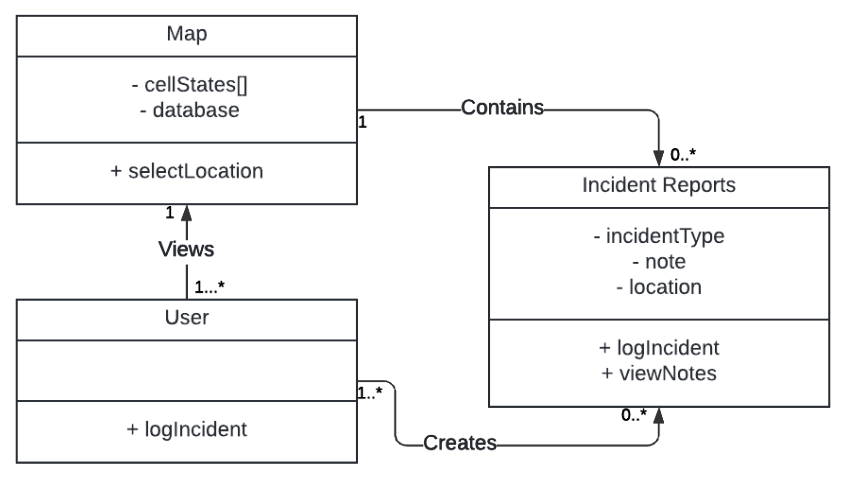 Map
- cellStates[]
- database
+ selectLocation
1
Contains
0..*
Incident Reports
- incidentType
- note
- location
+ logIncident
+ viewNotes
1
Views
1...*
User
+ logIncident
1..*
Creates
0..*